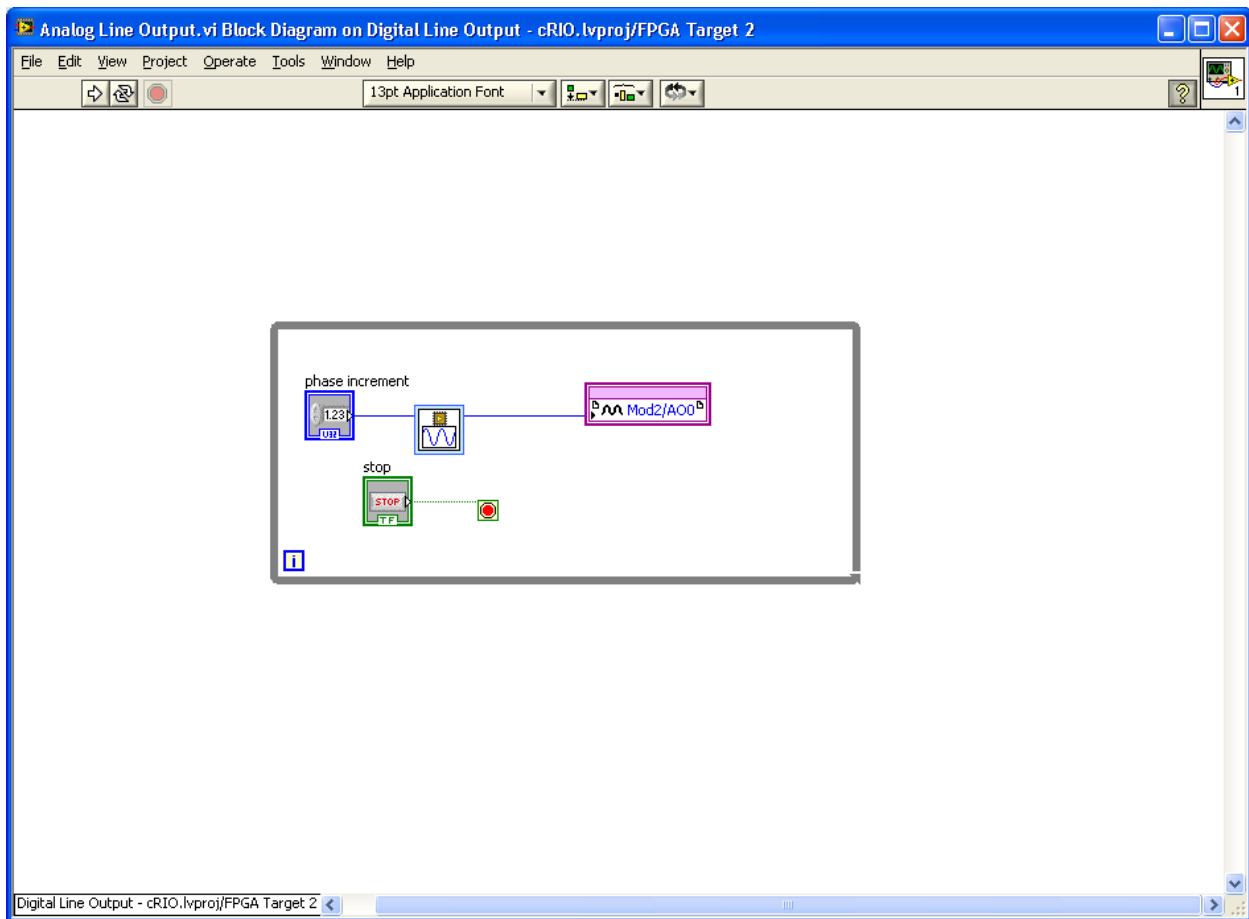 Analog Line Output.vi Block Diagram on Digital Line Output - cRIO.lvproj/FPGA Target 2
File Edit View Project Operate Tools Window Help
13pt Application Font
?
1
phase increment
1.23
U32
Mod2/AO0
stop
STOP
TF
i
Digital Line Output - cRIO.lvproj/FPGA Target 2